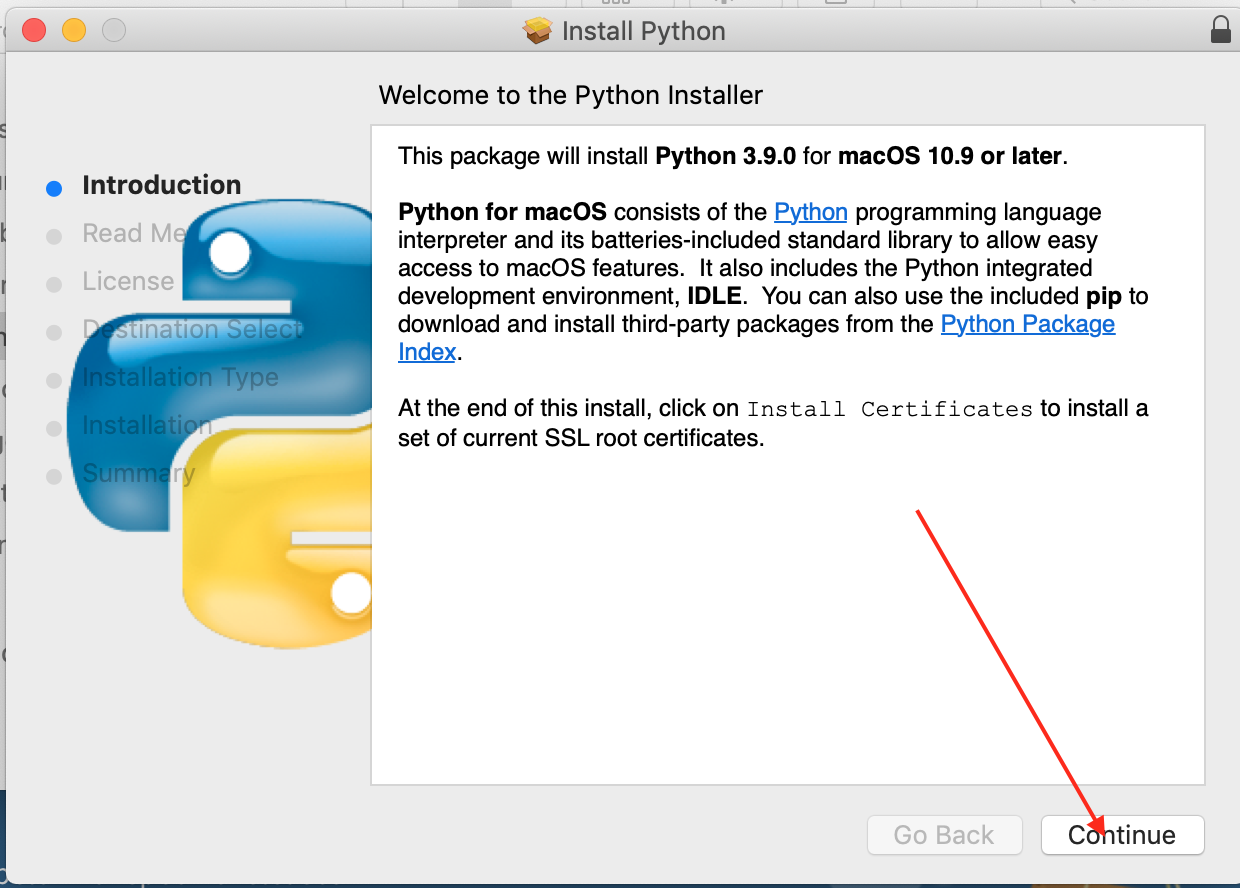 Install Python
Welcome to the Python Installer
Introduction
Read Me
License
Destination Select
Installation Type
Installation
Summary
This package will install Python 3.9.0 for macOS 10.9 or later.
Python for macOS consists of the Python programming language
interpreter and its batteries-included standard library to allow easy
access to macOS features.  It also includes the Python integrated
development environment, IDLE.  You can also use the included pip to
download and install third-party packages from the Python Package
Index.
At the end of this install, click on Install Certificates to install a
set of current SSL root certificates.
Go Back
Continue